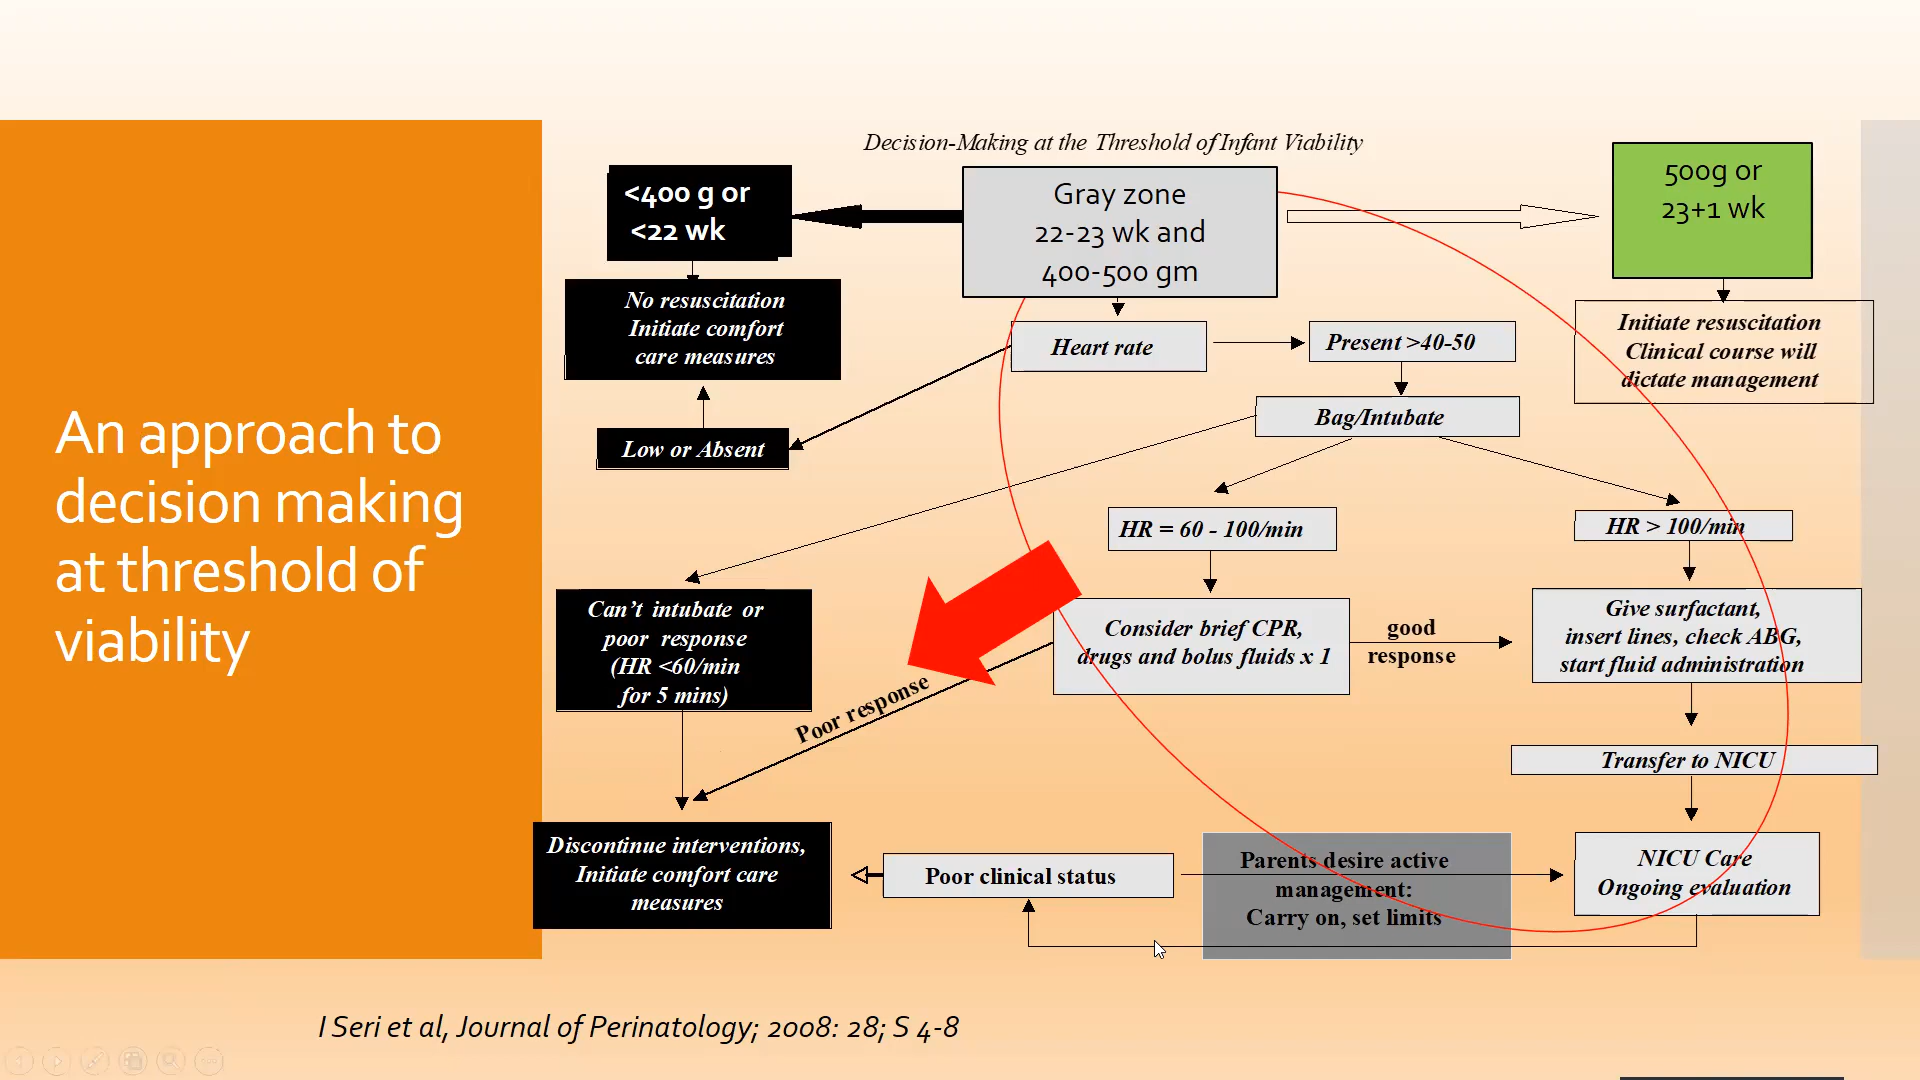 An approach to
decision making
at threshold of
viability
Decision-Making at the Threshold of Infant Viability
<400 g or
<22 wk
Gray zone
22-23 wk and
400-500 gm
500g or
23+1 wk
No resuscitation
Initiate comfort
care measures
Heart rate
Present >40-50
Initiate resuscitation
Clinical course will
dictate management
Low or Absent
Bag/Intubate
HR = 60 - 100/min
HR > 100/min
Can't intubate or
poor response
(HR <60/min
for 5 mins)
Consider brief CPR,
drugs and bolus fluids x 1
good
response
Give surfactant,
insert lines, check ABG,
start fluid administration
Poor response
Transfer to NICU
Discontinue interventions,
Initiate comfort care
measures
Poor clinical status
Parents desire active
management:
Carry on, set limits
NICU Care
Ongoing evaluation
I Seri et al, Journal of Perinatology; 2008: 28; S 4-8